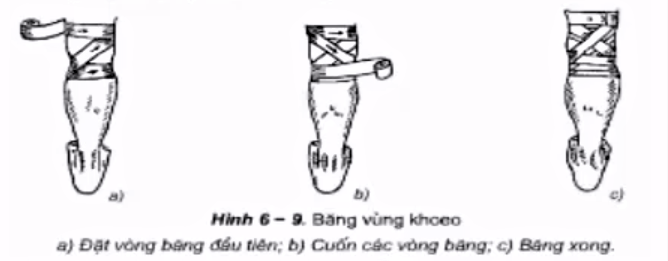 a)
b)
c)
Hình 6 - 9. Băng vùng khoeo
a) Đặt vòng băng đầu tiên; b) Cuốn các vòng băng; c) Băng xong.